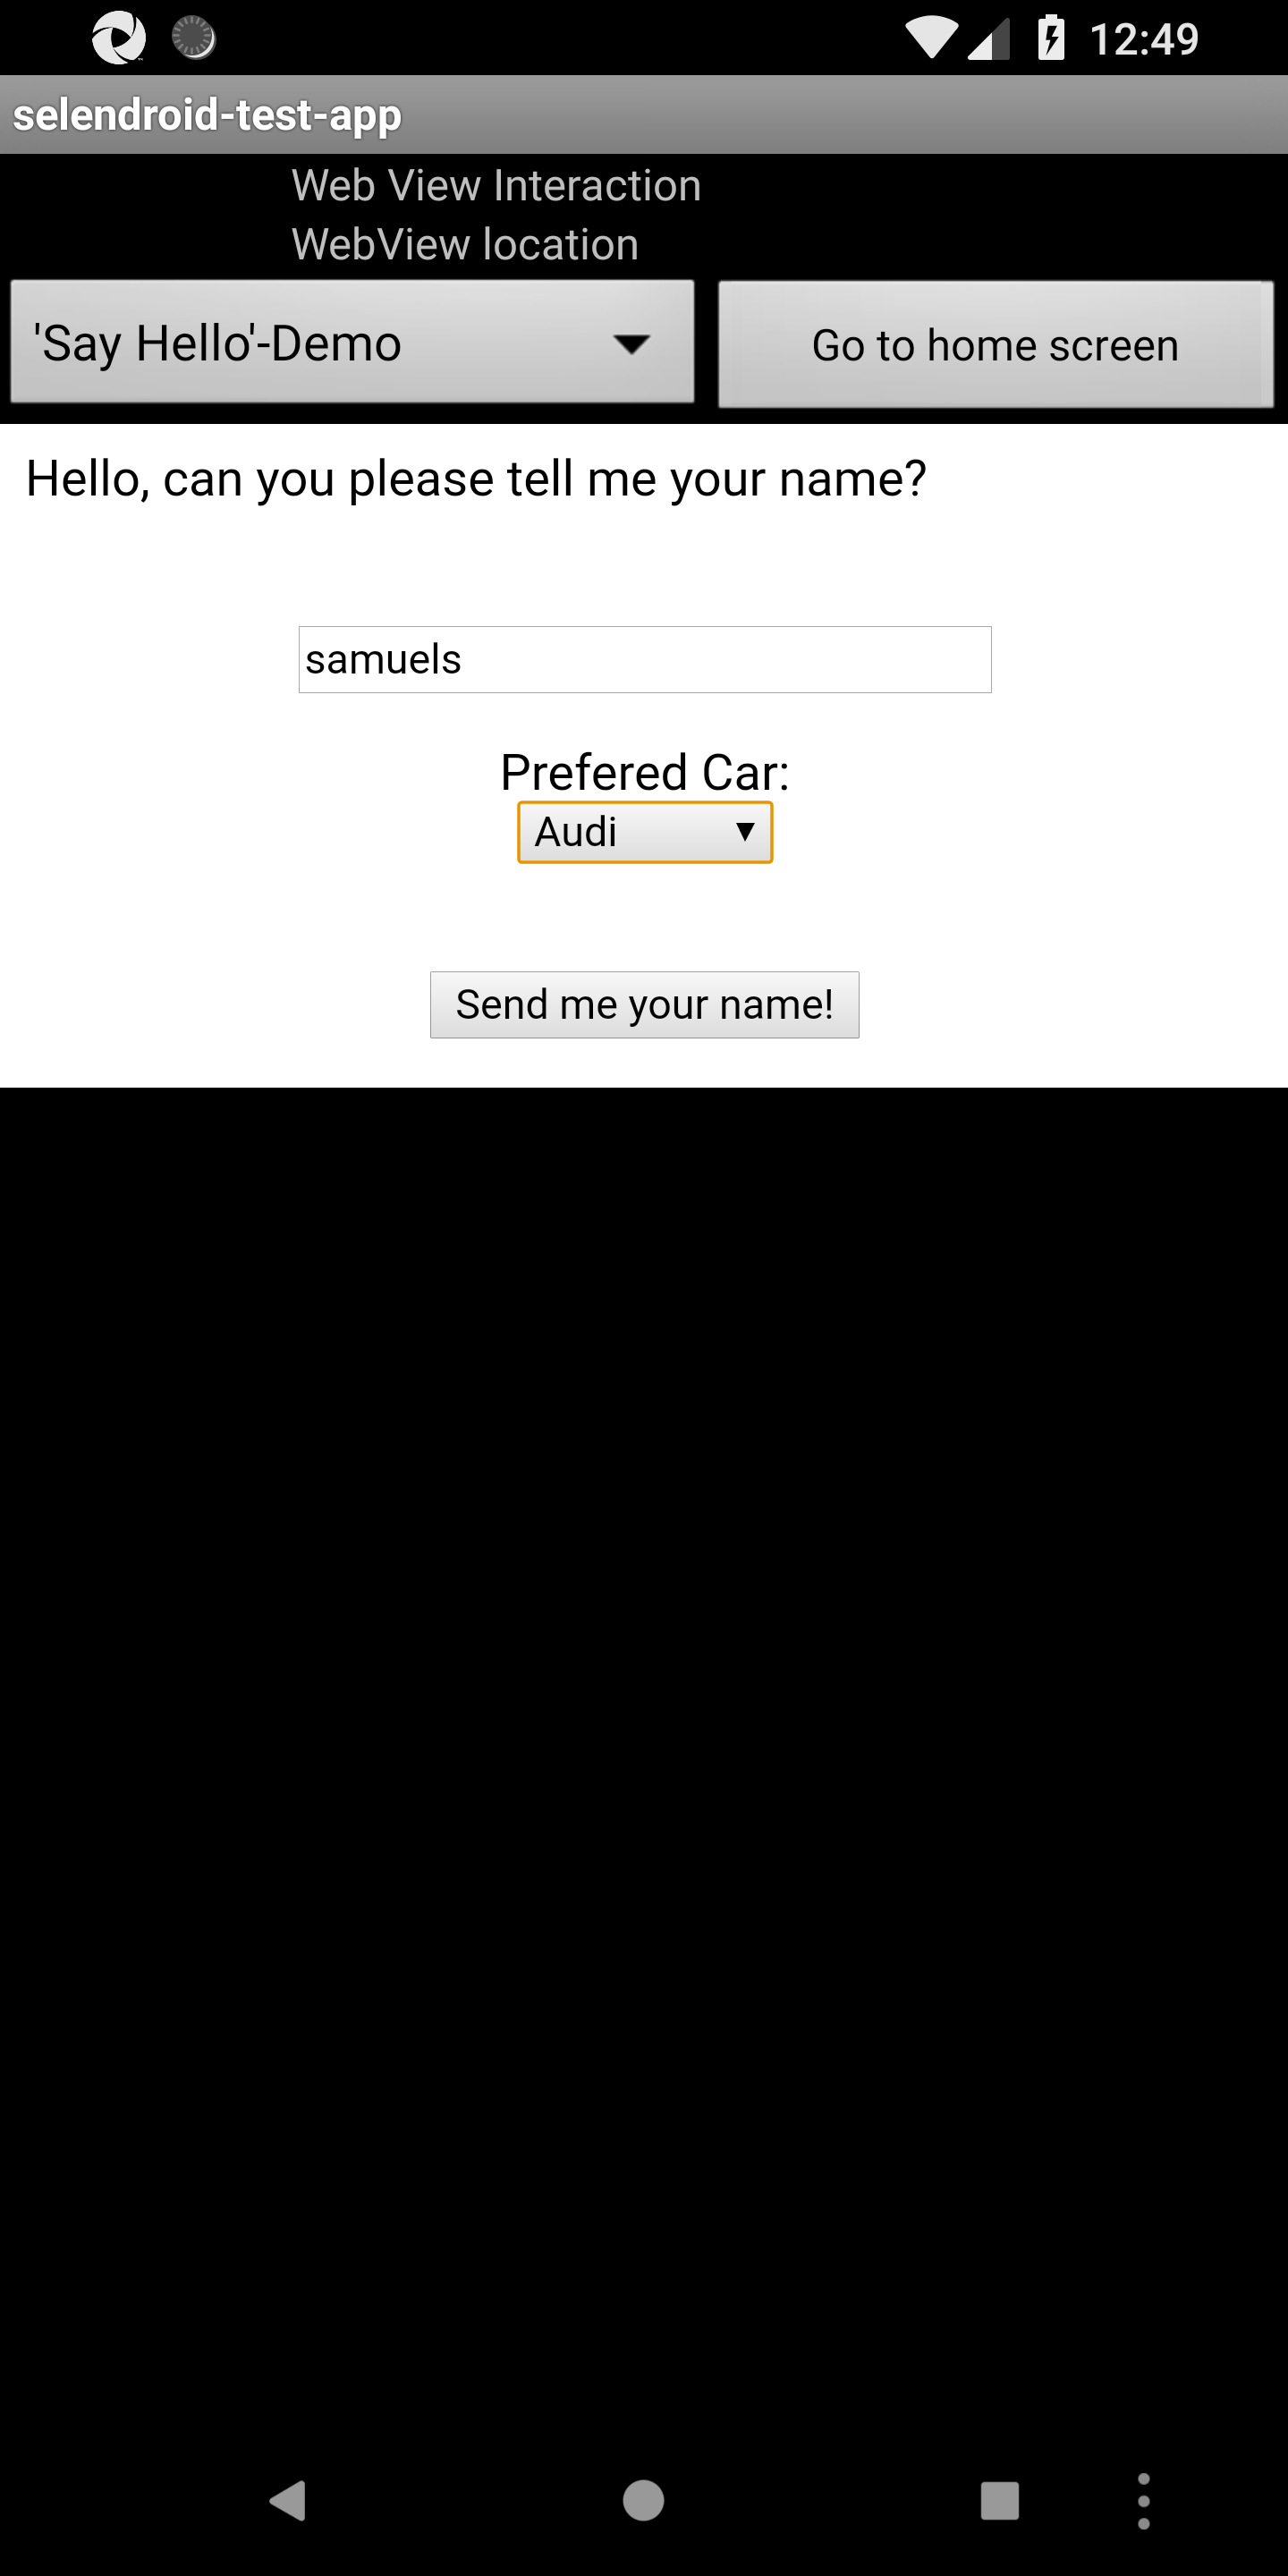 12:49
selendroid-test-app
Web View Interaction
WebView location
'Say Hello'-Demo
Go to home screen
Hello, can you please tell me your name?
samuels
Prefered Car:
Audi
Send me your name!